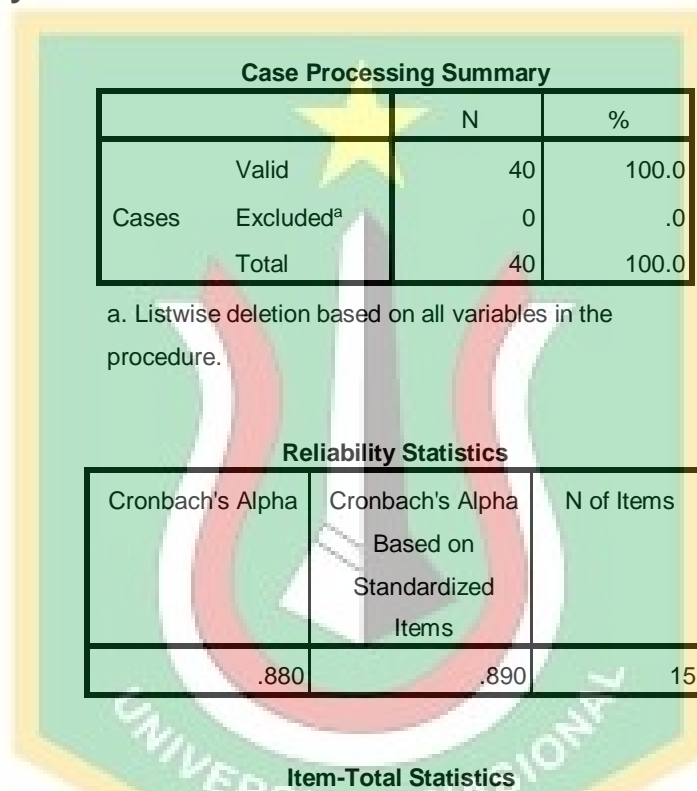 Case Processing Summary
N %
Valid 40 100.0
Cases Excludedᵃ 0 .0
Total 40 100.0
a. Listwise deletion based on all variables in the
procedure.
Reliability Statistics
Cronbach's Alpha Cronbach's Alpha N of Items
Based on
Standardized
Items
.880 .890 15
Item-Total Statistics